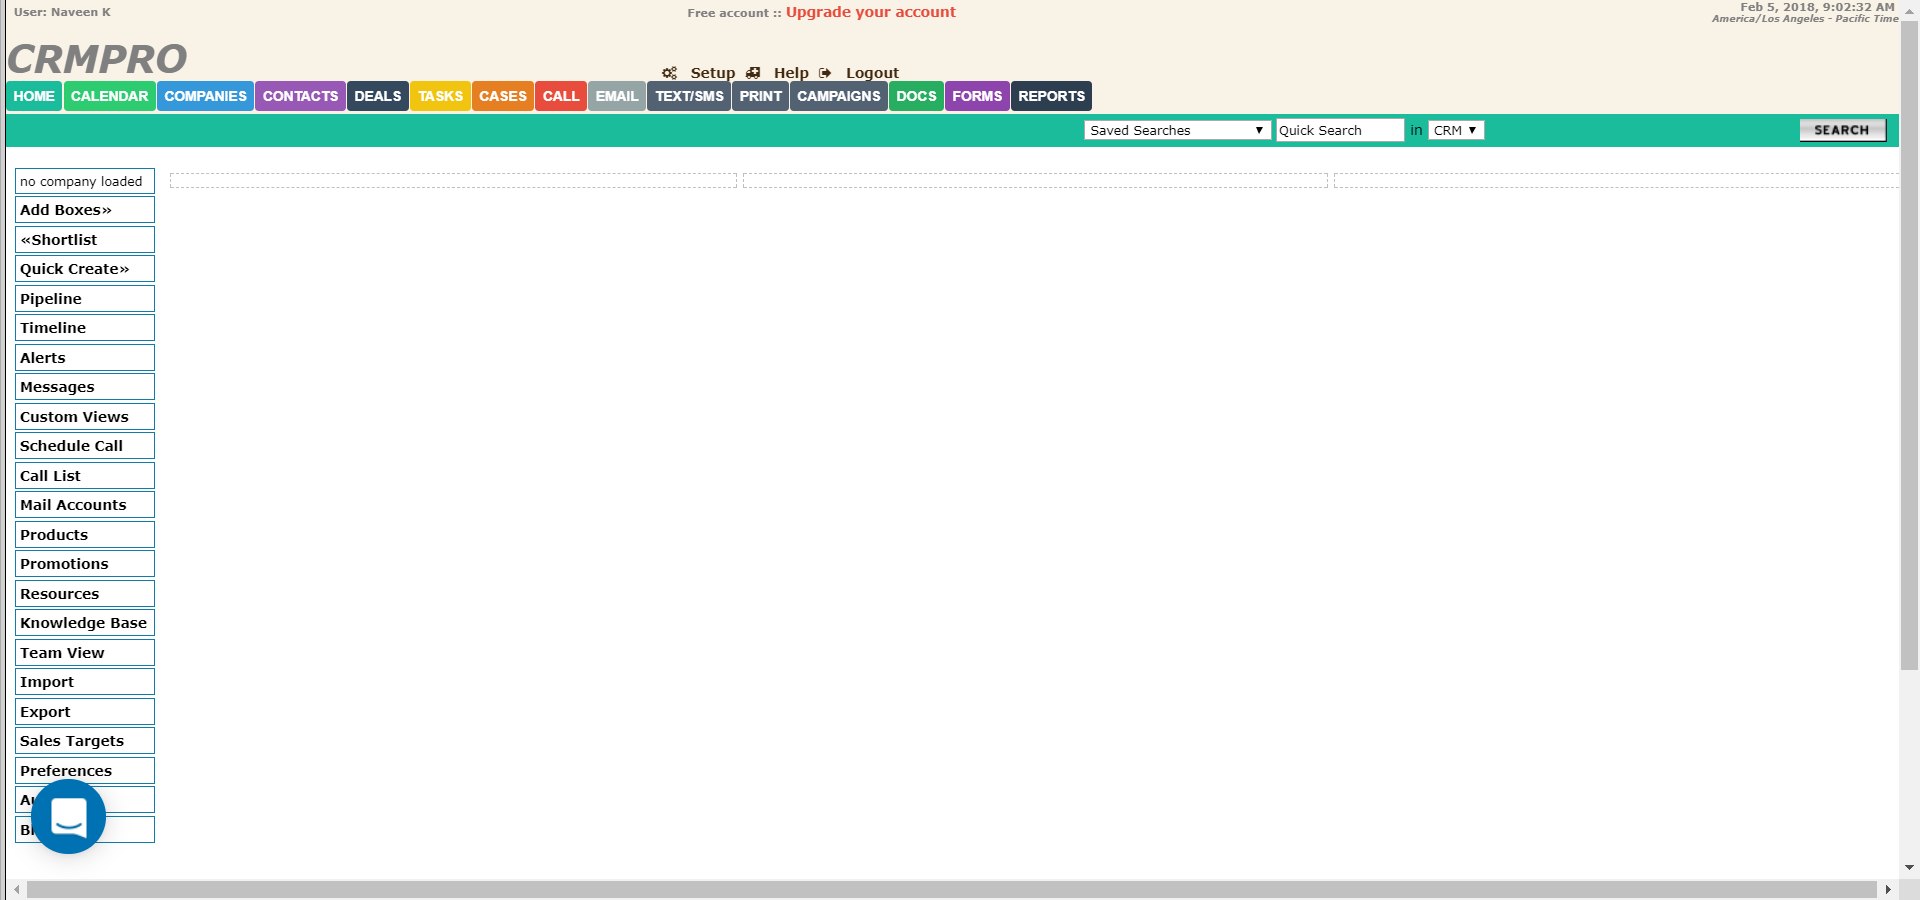 User: Naveen K
Free account :: Upgrade your account
Feb 5, 2018, 9:02:32 AM
America/Los Angeles - Pacific Time
CRMPRO
Setup Help Logout
HOME CALENDAR COMPANIES CONTACTS DEALS TASKS CASES CALL EMAIL TEXT/SMS PRINT CAMPAIGNS DOCS FORMS REPORTS
Saved Searches Quick Search in CRM SEARCH
no company loaded
Add Boxes»
«Shortlist
Quick Create»
Pipeline
Timeline
Alerts
Messages
Custom Views
Schedule Call
Call List
Mail Accounts
Products
Promotions
Resources
Knowledge Base
Team View
Import
Export
Sales Targets
Preferences